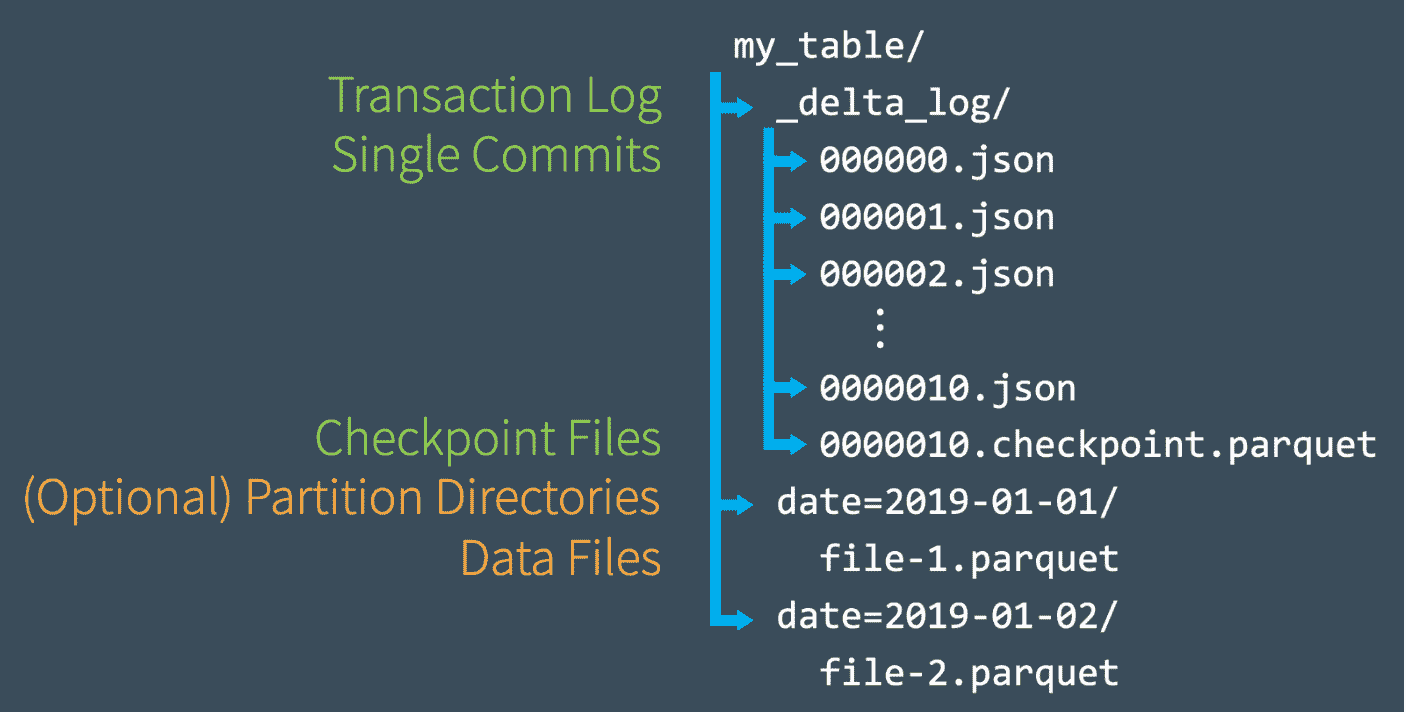 my_table/
Transaction Log
_delta_log/
Single Commits
000000.json
000001.json
000002.json
⋮
0000010.json
Checkpoint Files
0000010.checkpoint.parquet
(Optional) Partition Directories
date=2019-01-01/
Data Files
file-1.parquet
date=2019-01-02/
file-2.parquet